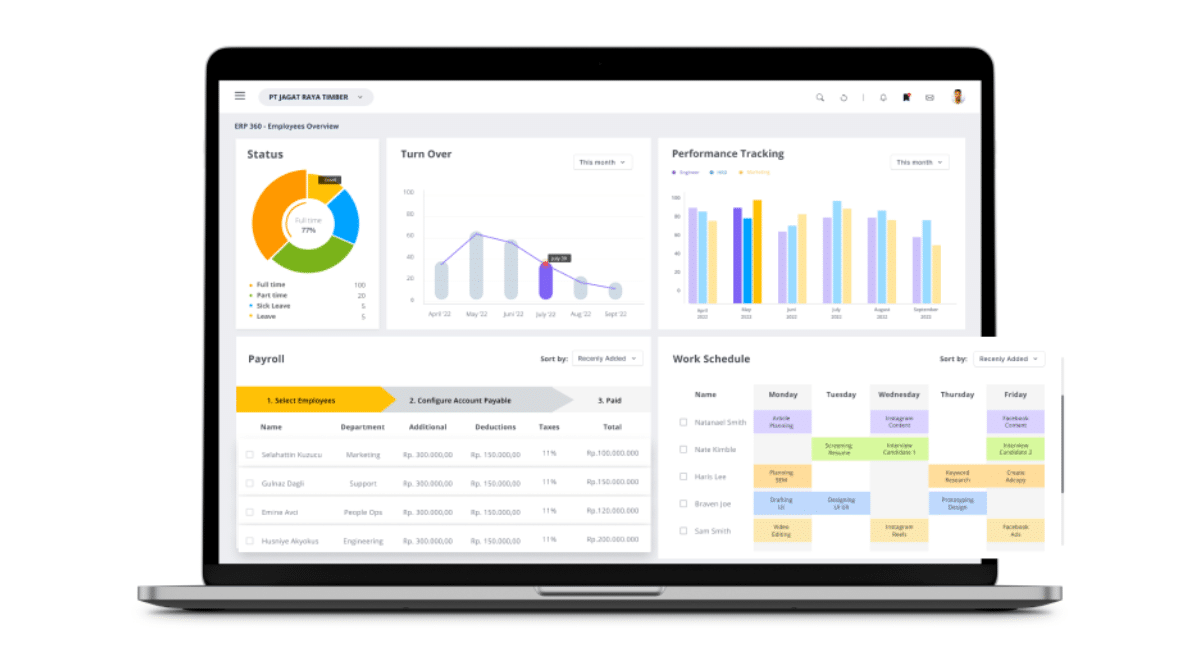 PT JAGAT RAYA TIMBER
ERP 360 - Employees Overview
Status
Full time
77%
Full time 100
Part time 20
Sick Leave 5
Leave 5
Turn Over
This month
100
80
60
40
20
0
July '22
April '22 May '22 Juni '22 July '22 Aug '22 Sept '22
Performance Tracking
This month
Engineer Marketing
100
80
60
40
20
0
April May Juni July August September
2022 2022 2022 2022 2022 2022
Payroll
Sort by: Recenly Added
1. Select Employees 2. Configure Account Payable 3. Paid
Name Department Additional Deductions Taxes Total
Selahattin Kuzucu Marketing Rp. 300.000,00 Rp. 150.000,00 11% Rp.100.000.000
Gulnaz Dagli Support Rp. 300.000,00 Rp. 150.000,00 11% Rp.150.000.000
Emine Avci People Ops Rp. 300.000,00 Rp. 150.000,00 11% Rp.120.000.000
Husniye Akyokus Engineering Rp. 300.000,00 Rp. 150.000,00 11% Rp.200.000.000
Work Schedule
Sort by: Recenly Added
Name Monday Tuesday Wednesday Thursday Friday
Natanael Smith
Article
Planning
Instagram
Content
Facebook
Content
Nate Kimble
Screening
Resume
Interview
Candidate 1
Interview
Candidate 2
Haris Lee
Planning
SEM
Keyword
Research
Create
Adcopy
Braven Joe
Drafting
UI
Designing
UI UX
Prototyping
Design
Sam Smith
Video
Editing
Instagram
Reels
Facebook
Ads